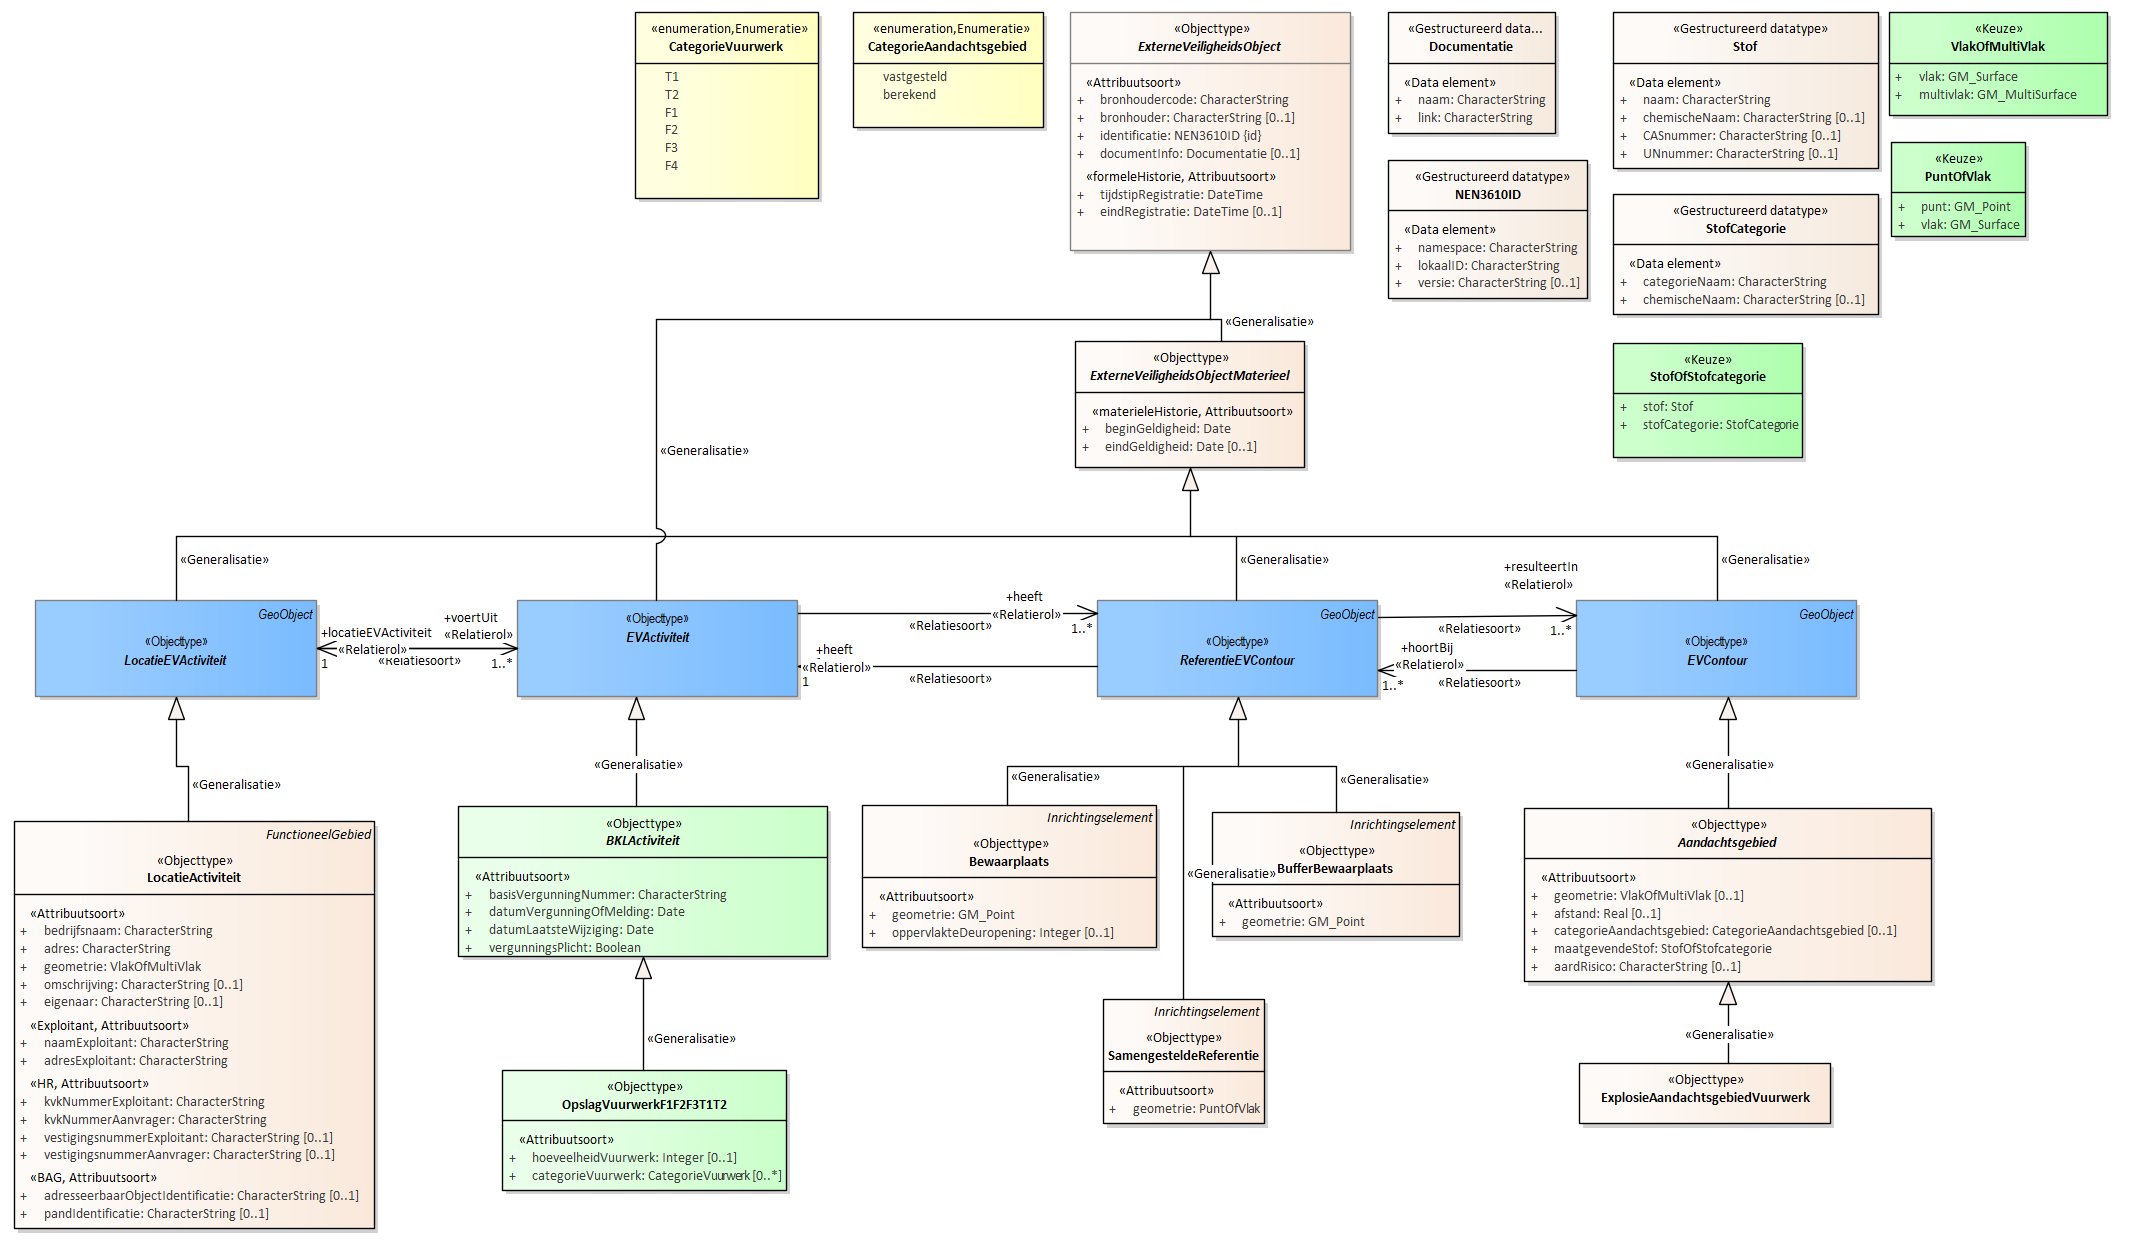 «enumeration,Enumeratie»
CategorieVuurwerk
T1
T2
F1
F2
F3
F4
«enumeration,Enumeratie»
CategorieAandachtsgebied
vastgesteld
berekend
«Objecttype»
ExterneVeiligheidsObject
«Attribuutsoort»
+ bronhoudercode: CharacterString
+ bronhouder: CharacterString [0..1]
+ identificatie: NEN3610ID {id}
+ documentInfo: Documentatie [0..1]
«formeleHistorie, Attribuutsoort»
+ tijdstipRegistratie: DateTime
+ eindRegistratie: DateTime [0..1]
«Gestructureerd data...
Documentatie
«Data element»
+ naam: CharacterString
+ link: CharacterString
«Gestructureerd datatype»
NEN3610ID
«Data element»
+ namespace: CharacterString
+ lokaalID: CharacterString
+ versie: CharacterString [0..1]
«Gestructureerd datatype»
Stof
«Data element»
+ naam: CharacterString
+ chemischeNaam: CharacterString [0..1]
+ CASnummer: CharacterString [0..1]
+ UNnummer: CharacterString [0..1]
«Gestructureerd datatype»
StofCategorie
«Data element»
+ categorieNaam: CharacterString
+ chemischeNaam: CharacterString [0..1]
«Keuze»
StofOfStofcategorie
+ stof: Stof
+ stofCategorie: StofCategorie
«Keuze»
VlakOfMultiVlak
+ vlak: GM_Surface
+ multivlak: GM_MultiSurface
«Keuze»
PuntOfVlak
+ punt: GM_Point
+ vlak: GM_Surface
«Generalisatie»
«Objecttype»
ExterneVeiligheidsObjectMaterieel
«materieleHistorie, Attribuutsoort»
+ beginGeldigheid: Date
+ eindGeldigheid: Date [0..1]
«Generalisatie»
«Generalisatie»
«Generalisatie»
«Generalisatie»
GeoObject
«Objecttype»
LocatieEVActiviteit
+locatieEVActiviteit
«Relatierol»
1
«Relatiesoort»
+voertUit
«Relatierol»
1..*
«Objecttype»
EVActiviteit
+heeft
«Relatierol»
1..*
«Relatiesoort»
+heeft
«Relatierol»
1
«Relatiesoort»
GeoObject
«Objecttype»
ReferentieEVContour
+resulteertIn
«Relatierol»
«Relatiesoort»
1..*
+hoortBij
«Relatierol»
1..*
«Relatiesoort»
GeoObject
«Objecttype»
EVContour
«Generalisatie»
«Generalisatie»
«Generalisatie»
«Generalisatie»
«Generalisatie»
«Generalisatie»
FunctioneelGebied
«Objecttype»
LocatieActiviteit
«Attribuutsoort»
+ bedrijfsnaam: CharacterString
+ adres: CharacterString
+ geometrie: VlakOfMultiVlak
+ omschrijving: CharacterString [0..1]
+ eigenaar: CharacterString [0..1]
«Exploitant, Attribuutsoort»
+ naamExploitant: CharacterString
+ adresExploitant: CharacterString
«HR, Attribuutsoort»
+ kvkNummerExploitant: CharacterString
+ kvkNummerAanvrager: CharacterString
+ vestigingsnummerExploitant: CharacterString [0..1]
+ vestigingsnummerAanvrager: CharacterString [0..1]
«BAG, Attribuutsoort»
+ adresseerbaarObjectIdentificatie: CharacterString [0..1]
+ pandIdentificatie: CharacterString [0..1]
«Objecttype»
BKLActiviteit
«Attribuutsoort»
+ basisVergunningNummer: CharacterString
+ datumVergunningOfMelding: Date
+ datumLaatsteWijziging: Date
+ vergunningsPlicht: Boolean
«Generalisatie»
«Objecttype»
OpslagVuurwerkF1F2F3T1T2
«Attribuutsoort»
+ hoeveelheidVuurwerk: Integer [0..1]
+ categorieVuurwerk: CategorieVuurwerk [0..*]
Inrichtingselement
«Objecttype»
Bewaarplaats
«Attribuutsoort»
+ geometrie: GM_Point
+ oppervlakteDeuropening: Integer [0..1]
Inrichtingselement
«Objecttype»
BufferBewaarplaats
«Attribuutsoort»
+ geometrie: GM_Point
Inrichtingselement
«Objecttype»
SamengesteldeReferentie
«Attribuutsoort»
+ geometrie: PuntOfVlak
«Objecttype»
Aandachtsgebied
«Attribuutsoort»
+ geometrie: VlakOfMultiVlak [0..1]
+ afstand: Real [0..1]
+ categorieAandachtsgebied: CategorieAandachtsgebied [0..1]
+ maatgevendeStof: StofOfStofcategorie
+ aardRisico: CharacterString [0..1]
«Generalisatie»
«Objecttype»
ExplosieAandachtsgebiedVuurwerk